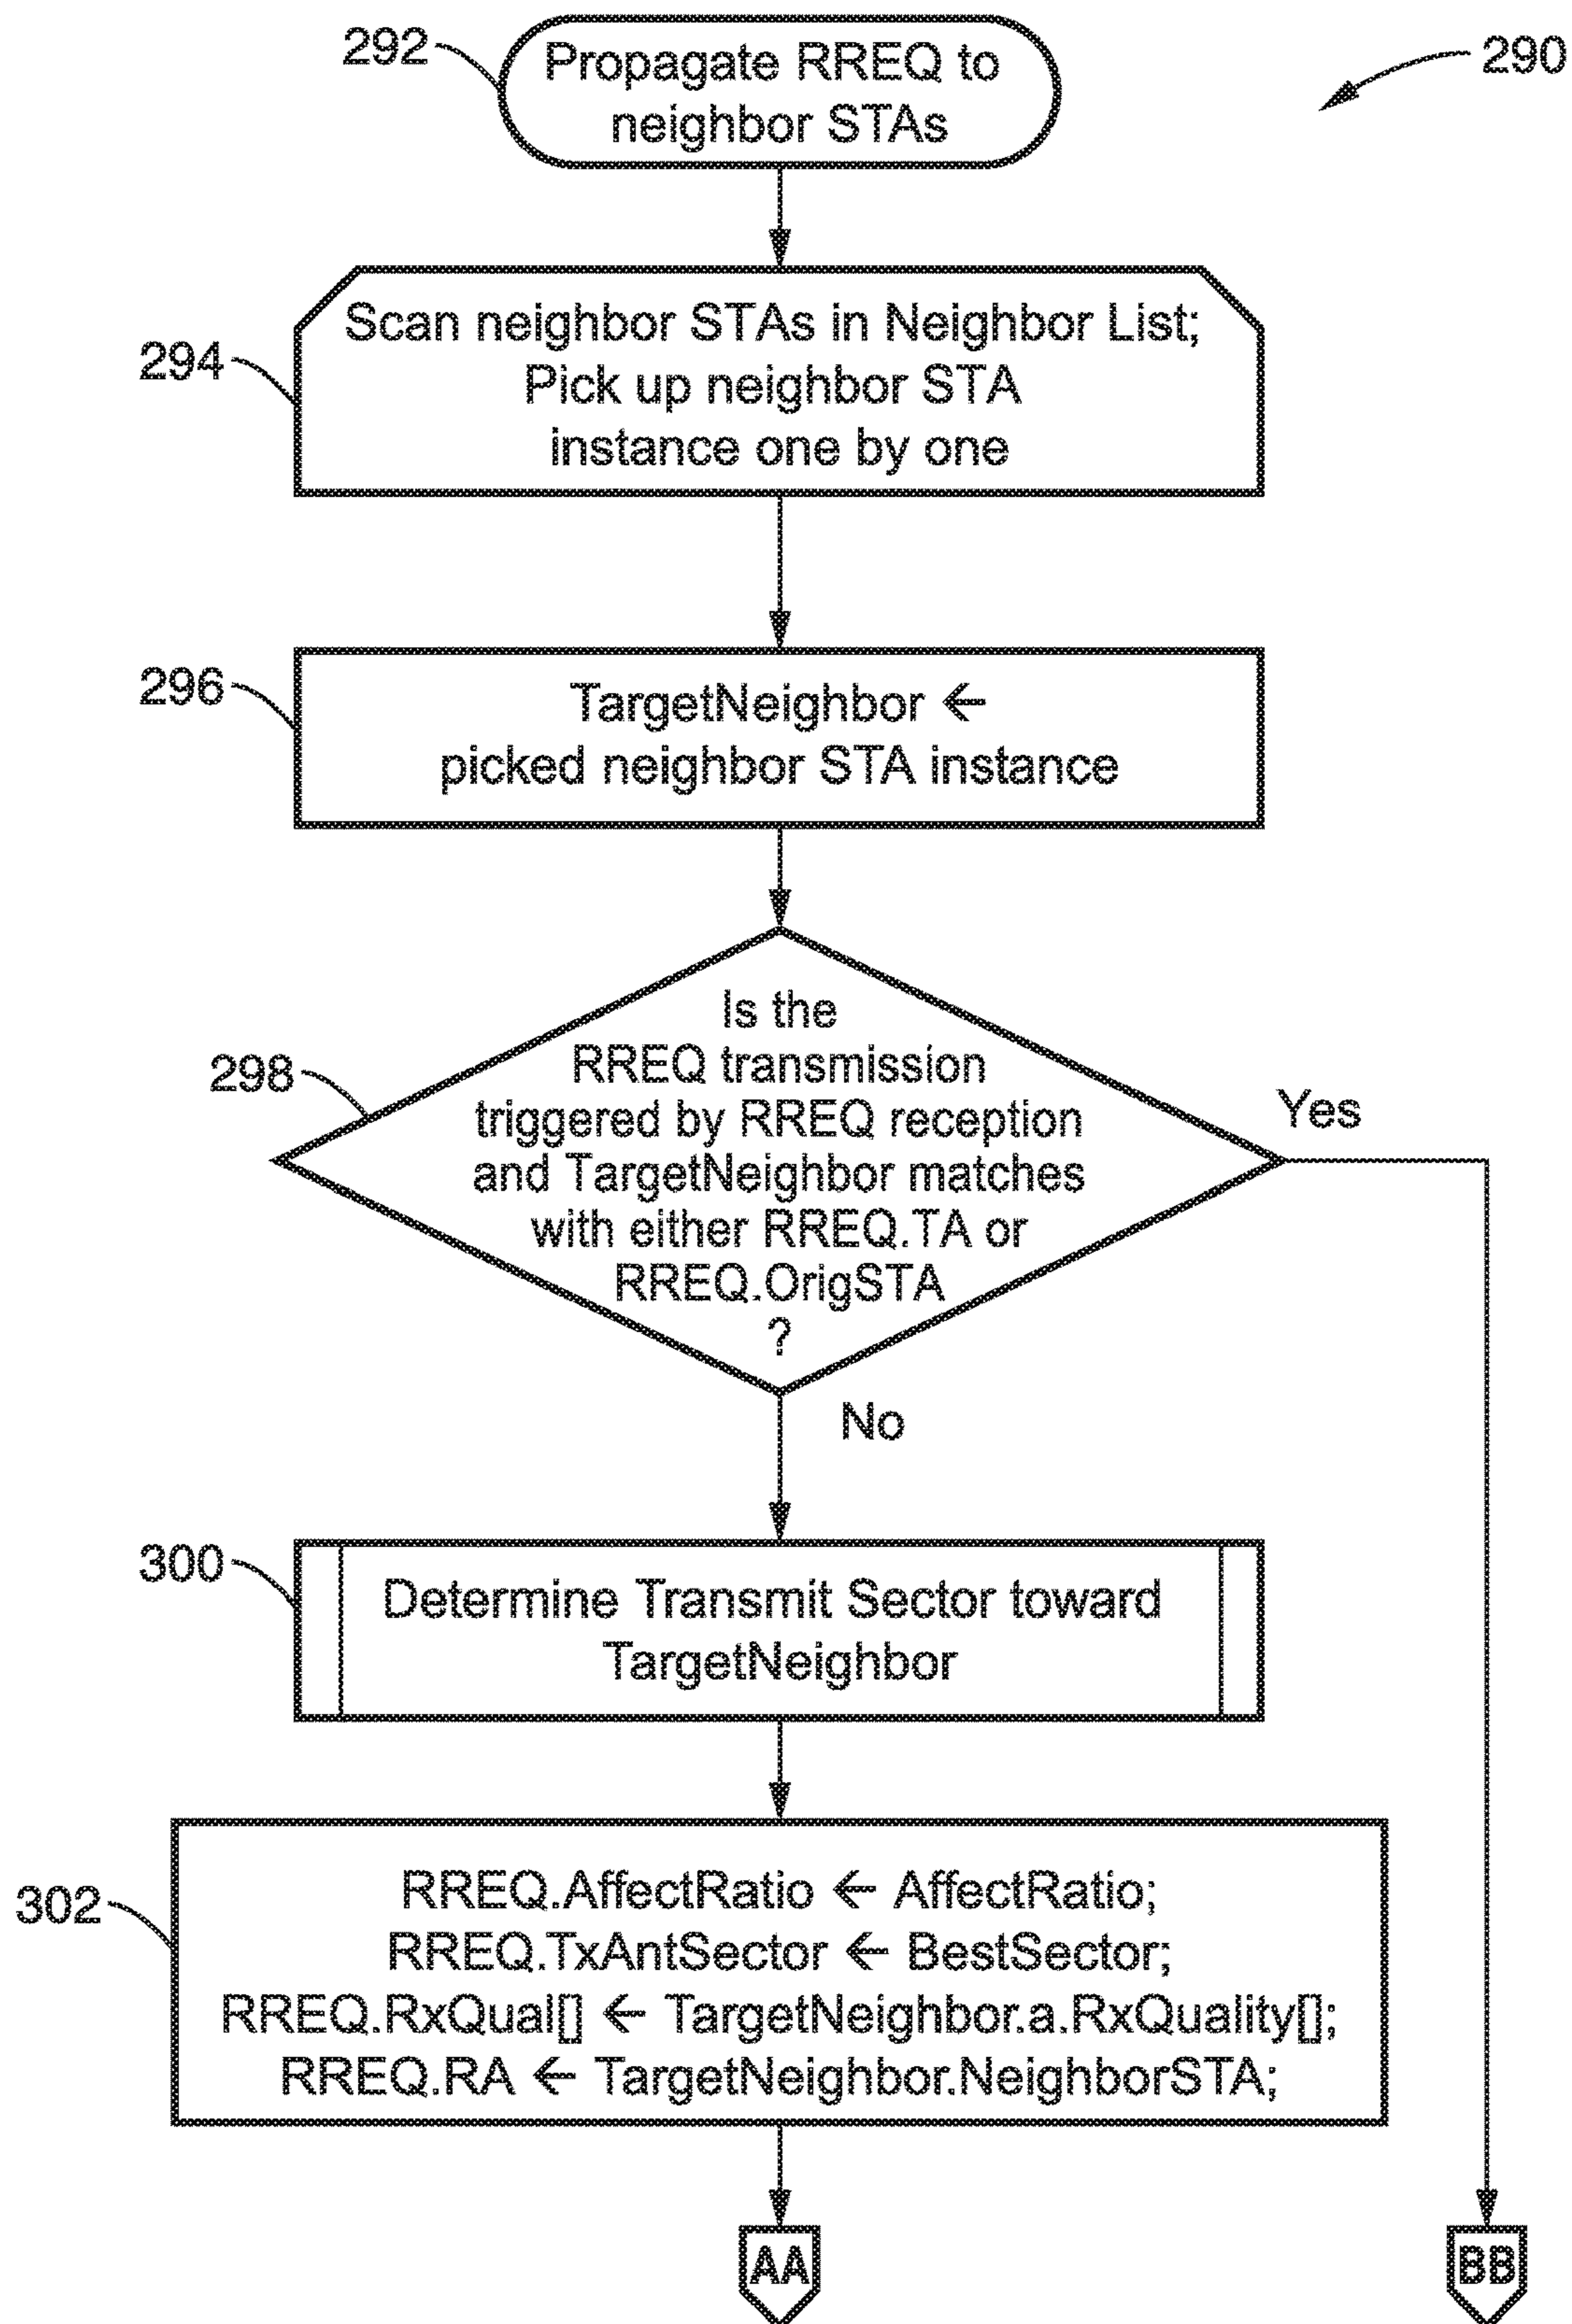 292
Propagate RREQ to
neighbor STAs
290
294
Scan neighbor STAs in Neighbor List;
Pick up neighbor STA
instance one by one
296
TargetNeighbor ←
picked neighbor STA instance
298
Is the
RREQ transmission
triggered by RREQ reception
and TargetNeighbor matches
with either RREQ.TA or
RREQ.OrigSTA
?
Yes
No
300
Determine Transmit Sector toward
TargetNeighbor
302
RREQ.AffectRatio ← AffectRatio;
RREQ.TxAntSector ← BestSector;
RREQ.RxQual[] ← TargetNeighbor.a.RxQuality[];
RREQ.RA ← TargetNeighbor.NeighborSTA;
AA
BB